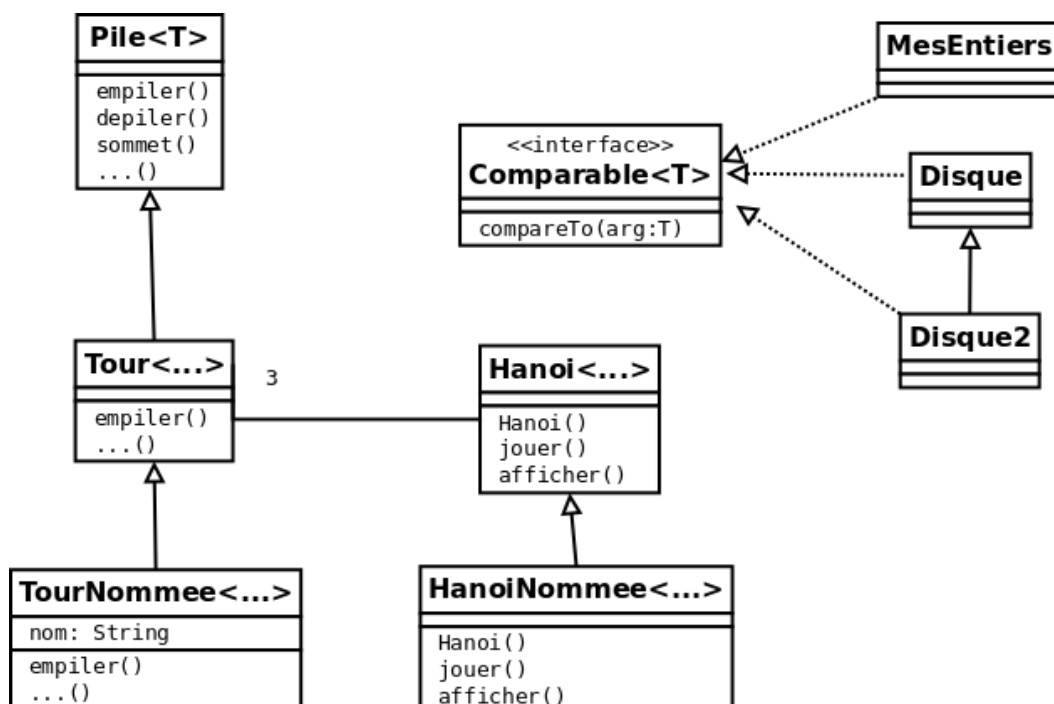 Pile<T>
empiler()
depiler()
sommet()
...()
MesEntiers
<<interface>>
Comparable<T>
compareTo(arg:T)
Disque
Disque2
Tour<...>
empiler()
...()
3
Hanoi<...>
Hanoi()
jouer()
afficher()
TourNommee<...>
nom: String
empiler()
...()
HanoiNommee<...>
Hanoi()
jouer()
afficher()